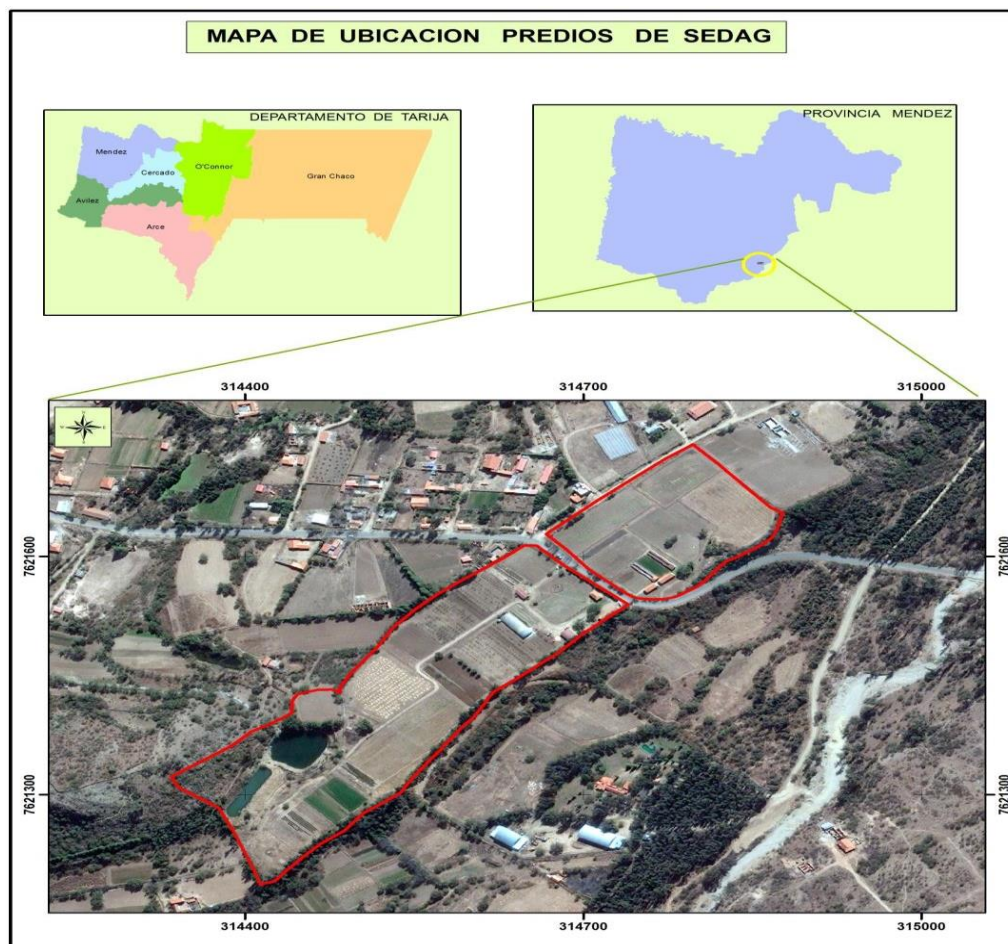 MAPA DE UBICACION PREDIOS DE SEDAG
DEPARTAMENTO DE TARIJA
Mendez
Cercado
O'Connor
Gran Chaco
Avilez
Arce
PROVINCIA MENDEZ
314400
314700
315000
7621600
7621600
7621300
7621300
314400
314700
315000